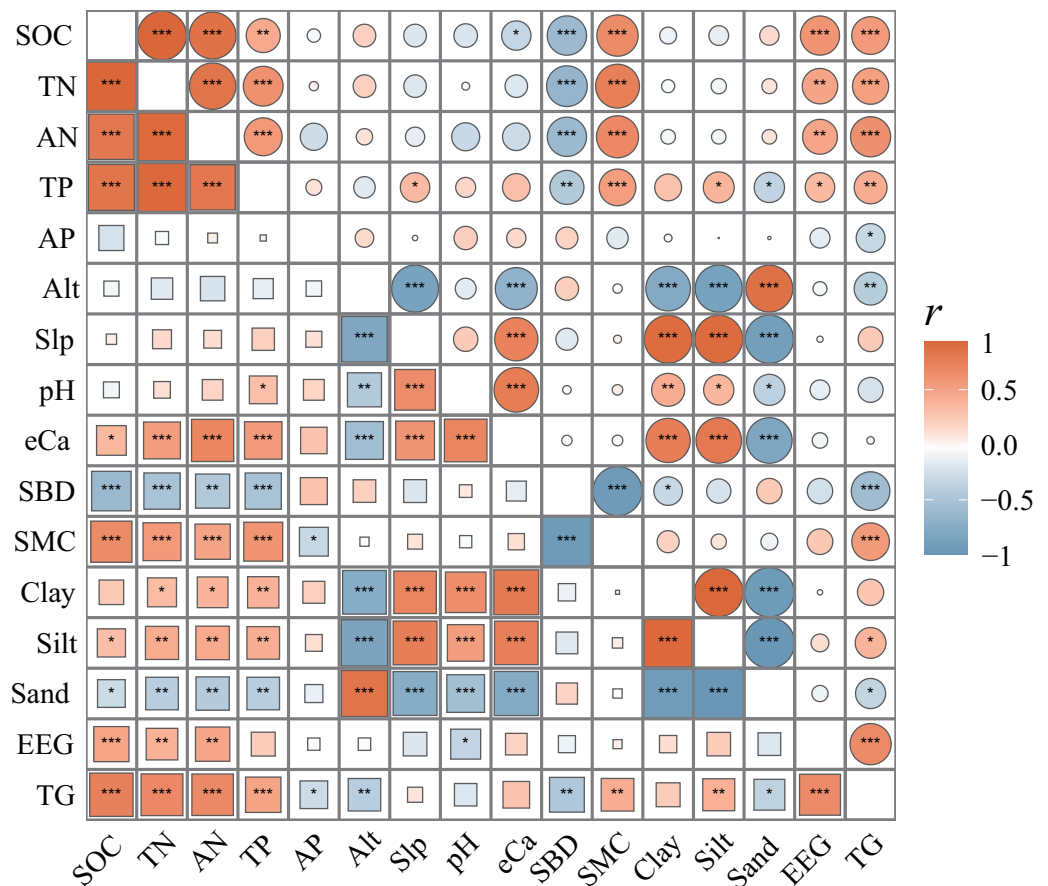 SOC *** *** ** * *** *** *** ***
TN *** *** *** *** *** ** ***
AN *** *** *** *** *** ** ***
TP *** *** *** * ** *** * * * **
AP *
Alt *** *** *** *** *** **
Slp *** *** *** *** ***
pH * ** *** *** ** * *
eCa * *** *** *** *** *** *** *** *** ***
SBD *** *** ** *** *** * ***
SMC *** *** *** *** * *** ***
Clay * * ** *** *** *** *** *** ***
Silt * ** ** ** *** *** *** *** *** *** *
Sand * ** ** ** *** *** *** *** *** *** *
EEG *** ** ** * ***
TG *** *** *** *** * ** ** ** ** * ***
SOC TN AN TP AP Alt Slp pH eCa SBD SMC Clay Silt Sand EEG TG
r
1
0.5
0.0
−0.5
−1